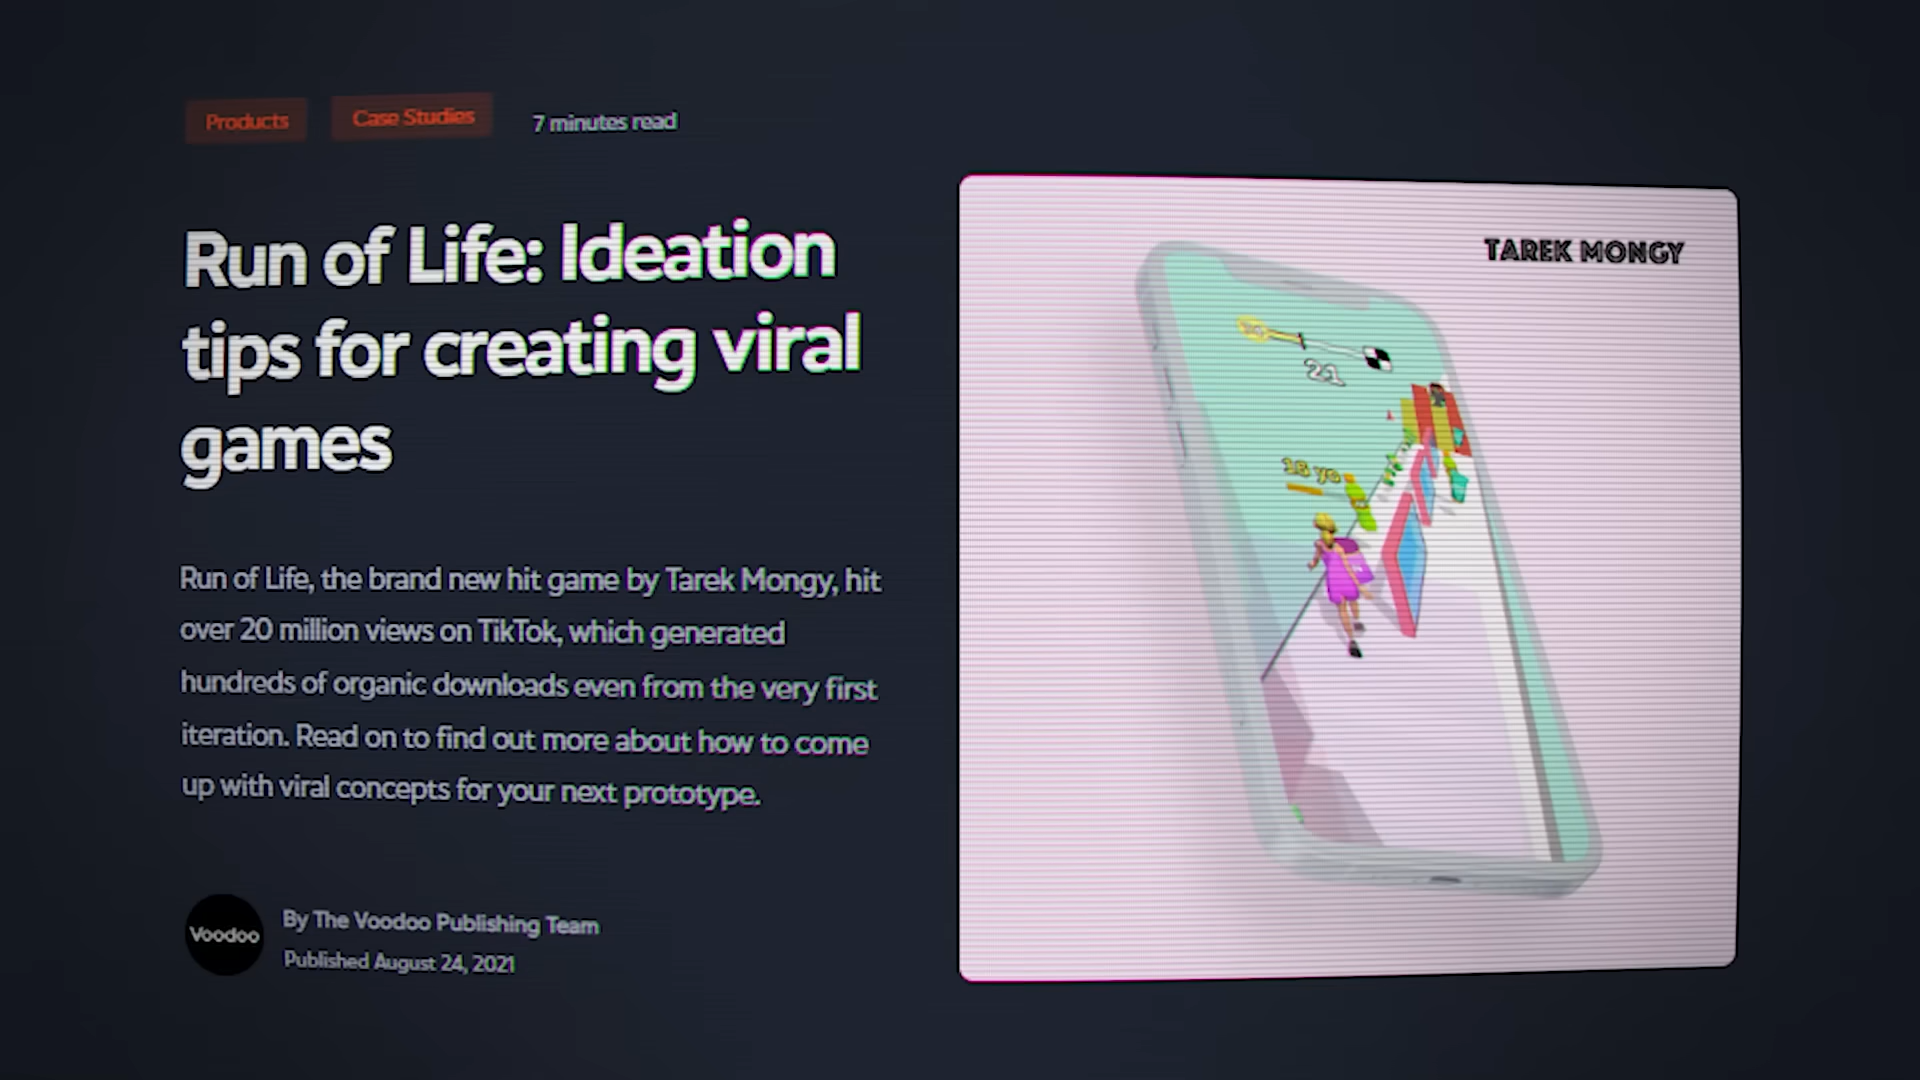 Products
Case Studies
7 minutes read
Run of Life: Ideation
tips for creating viral
games
Run of Life, the brand new hit game by Tarek Mongy, hit
over 20 million views on TikTok, which generated
hundreds of organic downloads even from the very first
iteration. Read on to find out more about how to come
up with viral concepts for your next prototype.
Voodoo
By The Voodoo Publishing Team
Published August 24, 2021
TAREK MONGY
21
18 yo